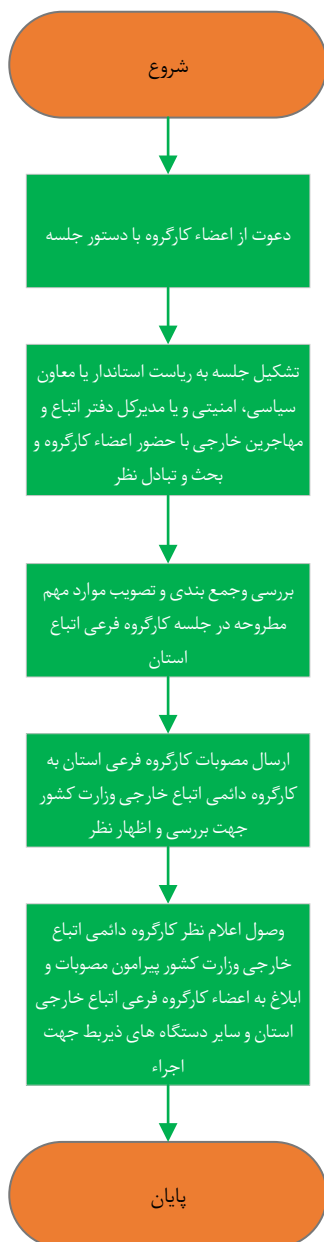 شروع
دعوت از اعضاء کارگروه با دستور جلسه
تشکیل جلسه به ریاست استاندار یا معاون
سیاسی، امنیتی و یا مدیرکل دفتر اتباع و
مهاجرین خارجی با حضور اعضاء کارگروه و
بحث و تبادل نظر
بررسی وجمع بندی و تصویب موارد مهم
مطروحه در جلسه کارگروه فرعی اتباع
استان
ارسال مصوبات کارگروه فرعی استان به
کارگروه دائمی اتباع خارجی وزارت کشور
جهت بررسی و اظهار نظر
وصول اعلام نظر کارگروه دائمی اتباع
خارجی وزارت کشور پیرامون مصوبات و
ابلاغ به اعضاء کارگروه فرعی اتباع خارجی
استان و سایر دستگاه های ذیربط جهت
اجراء
پایان